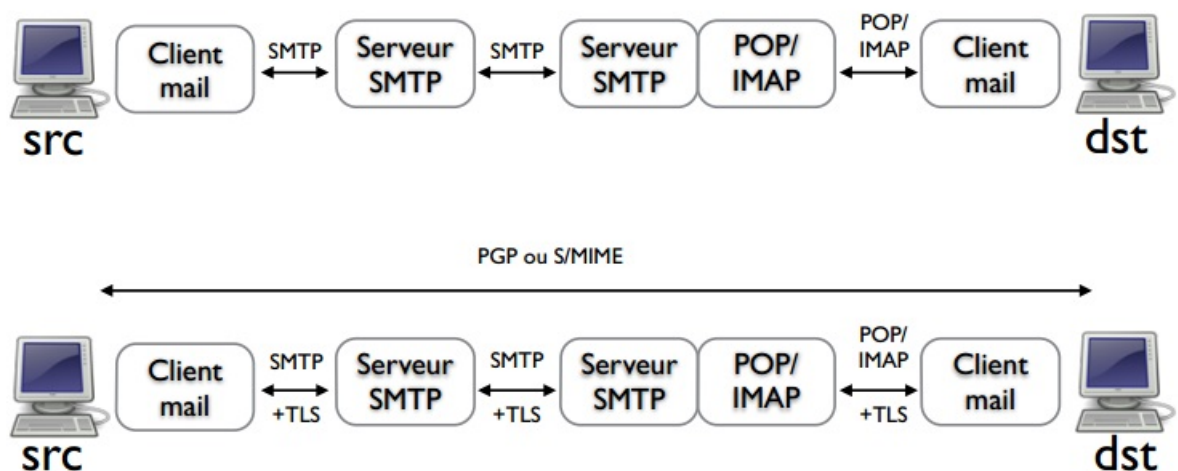 Client
mail
SMTP
Serveur
SMTP
SMTP
Serveur
SMTP
POP/
IMAP
POP/
IMAP
Client
mail
src
dst
PGP ou S/MIME
Client
mail
SMTP
+TLS
Serveur
SMTP
SMTP
+TLS
Serveur
SMTP
POP/
IMAP
POP/
IMAP
+TLS
Client
mail
src
dst